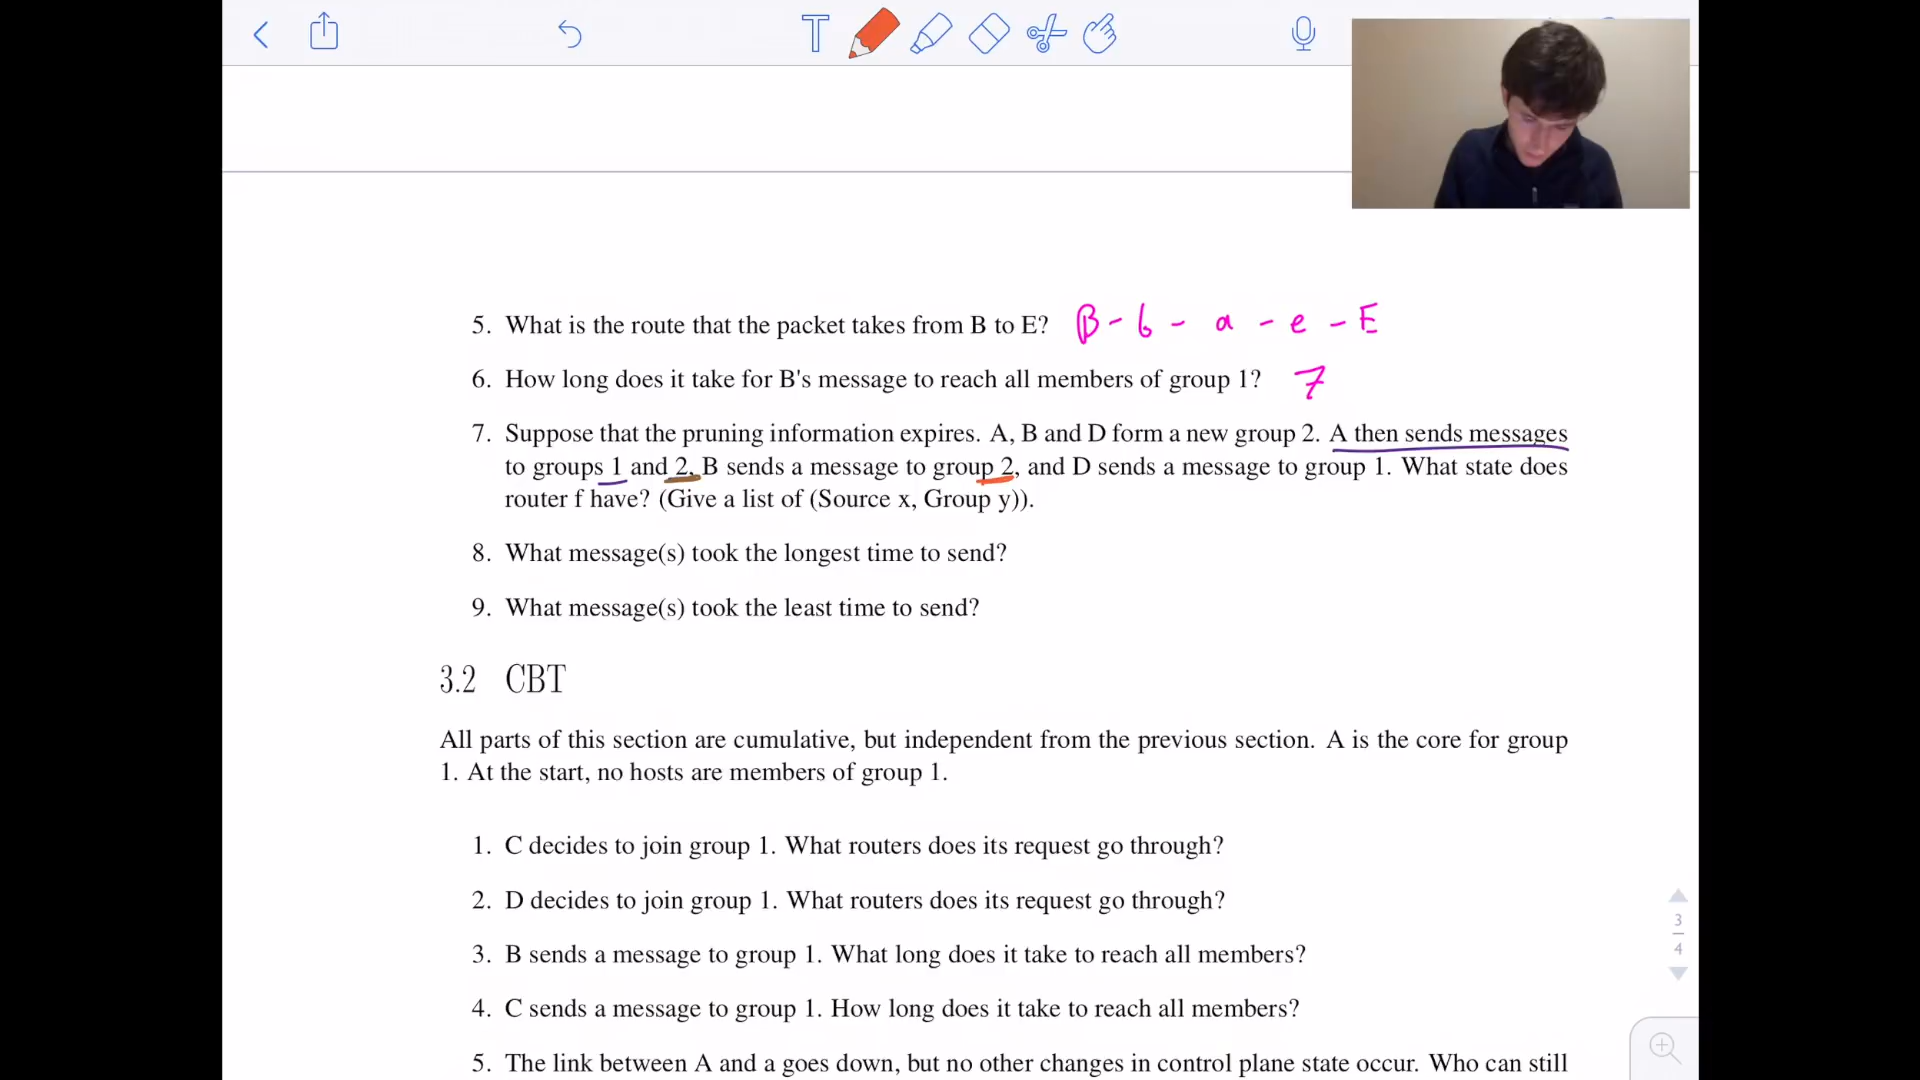 T
5. What is the route that the packet takes from B to E? B - b - a - e - E
6. How long does it take for B's message to reach all members of group 1? 7
7. Suppose that the pruning information expires. A, B and D form a new group 2. A then sends messages
to groups 1 and 2, B sends a message to group 2, and D sends a message to group 1. What state does
router f have? (Give a list of (Source x, Group y)).
8. What message(s) took the longest time to send?
9. What message(s) took the least time to send?
3.2 CBT
All parts of this section are cumulative, but independent from the previous section. A is the core for group
1. At the start, no hosts are members of group 1.
1. C decides to join group 1. What routers does its request go through?
2. D decides to join group 1. What routers does its request go through?
3. B sends a message to group 1. What long does it take to reach all members?
4. C sends a message to group 1. How long does it take to reach all members?
5. The link between A and a goes down, but no other changes in control plane state occur. Who can still
3
4